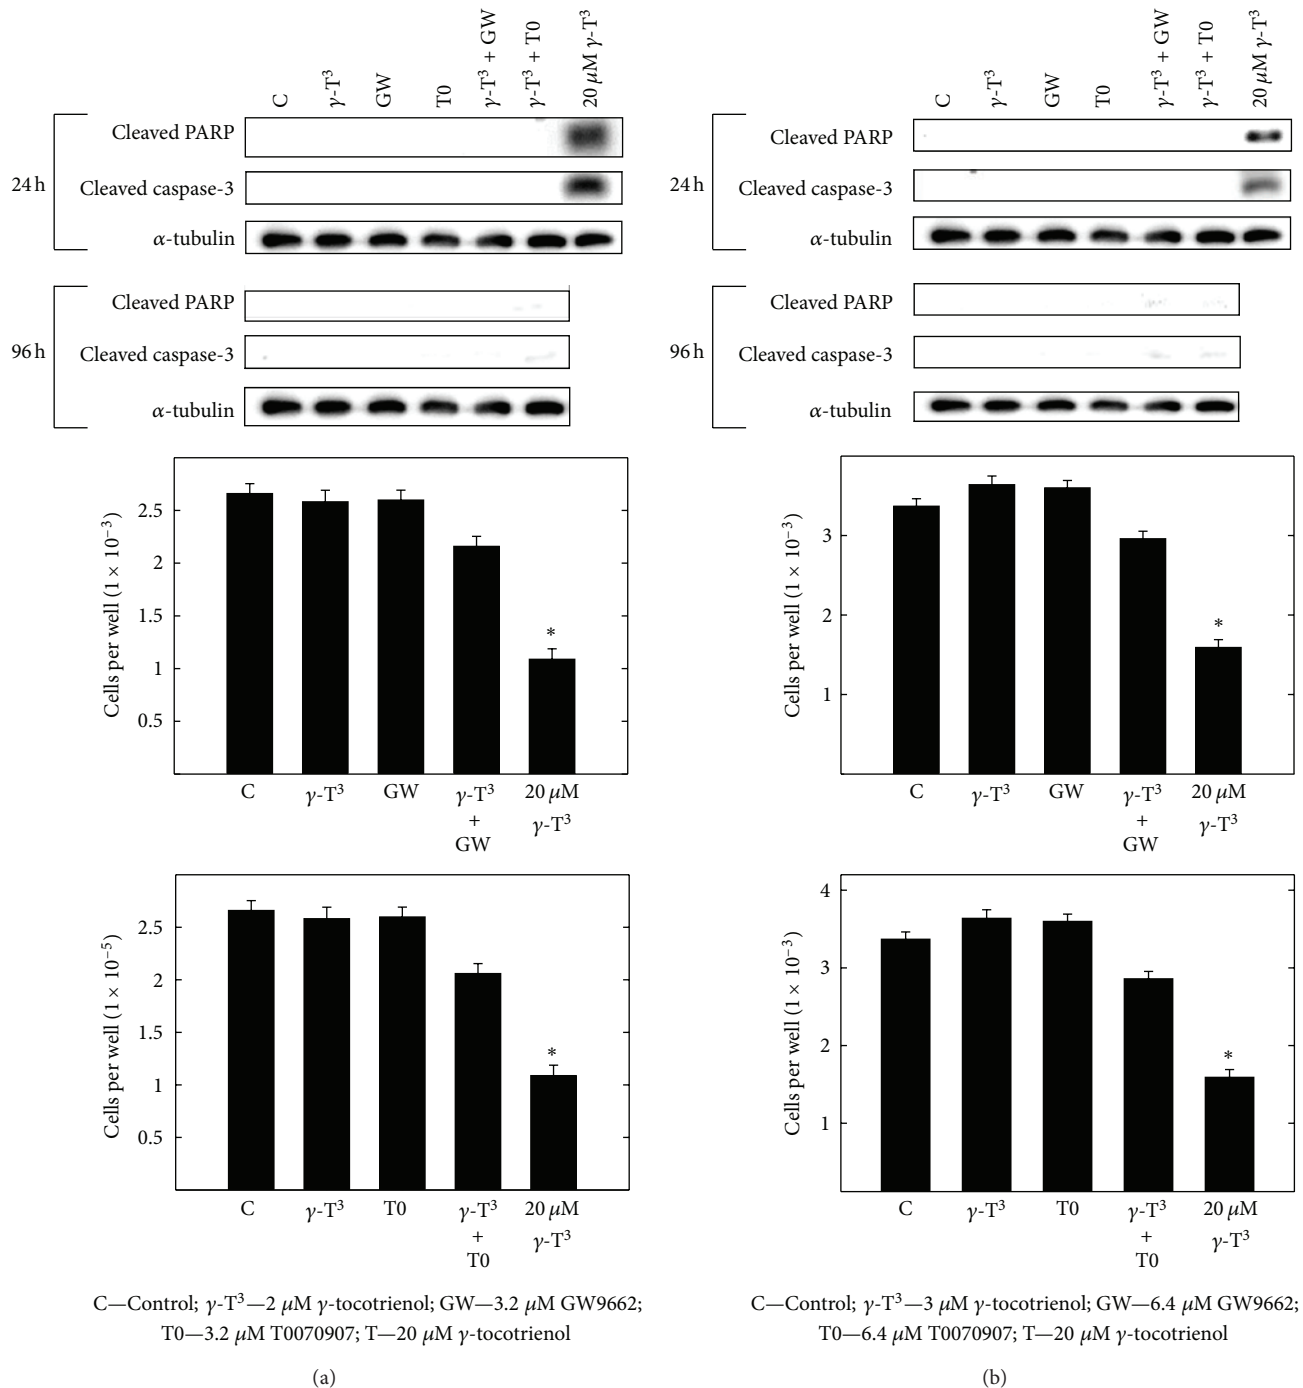 C γ-T³ GW T0 γ-T³ + GW γ-T³ + T0 20 μM γ-T³
24 h
Cleaved PARP
Cleaved caspase-3
α-tubulin
96 h
Cleaved PARP
Cleaved caspase-3
α-tubulin
Cells per well (1 × 10⁻³)
2.5
2
1.5
1
0.5
*
C γ-T³ GW γ-T³ + GW 20 μM γ-T³
Cells per well (1 × 10⁻⁵)
2.5
2
1.5
1
0.5
*
C γ-T³ T0 γ-T³ + T0 20 μM γ-T³
C—Control; γ-T³—2 μM γ-tocotrienol; GW—3.2 μM GW9662;
T0—3.2 μM T0070907; T—20 μM γ-tocotrienol
(a)
C γ-T³ GW T0 γ-T³ + GW γ-T³ + T0 20 μM γ-T³
24 h
Cleaved PARP
Cleaved caspase-3
α-tubulin
96 h
Cleaved PARP
Cleaved caspase-3
α-tubulin
Cells per well (1 × 10⁻³)
3
2
1
*
C γ-T³ GW γ-T³ + GW 20 μM γ-T³
Cells per well (1 × 10⁻³)
4
3
2
1
*
C γ-T³ T0 γ-T³ + T0 20 μM γ-T³
C—Control; γ-T³—3 μM γ-tocotrienol; GW—6.4 μM GW9662;
T0—6.4 μM T0070907; T—20 μM γ-tocotrienol
(b)